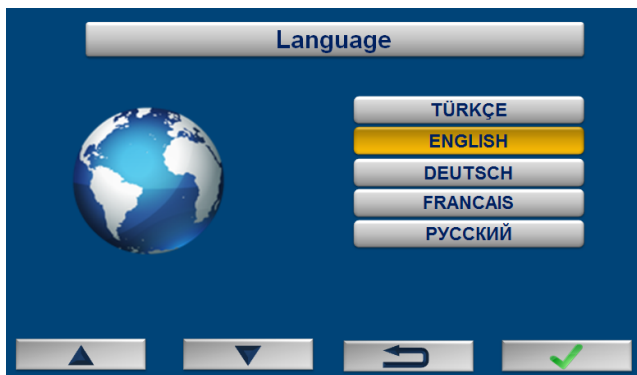 Language
TÜRKÇE
ENGLISH
DEUTSCH
FRANCAIS
РУССКИЙ